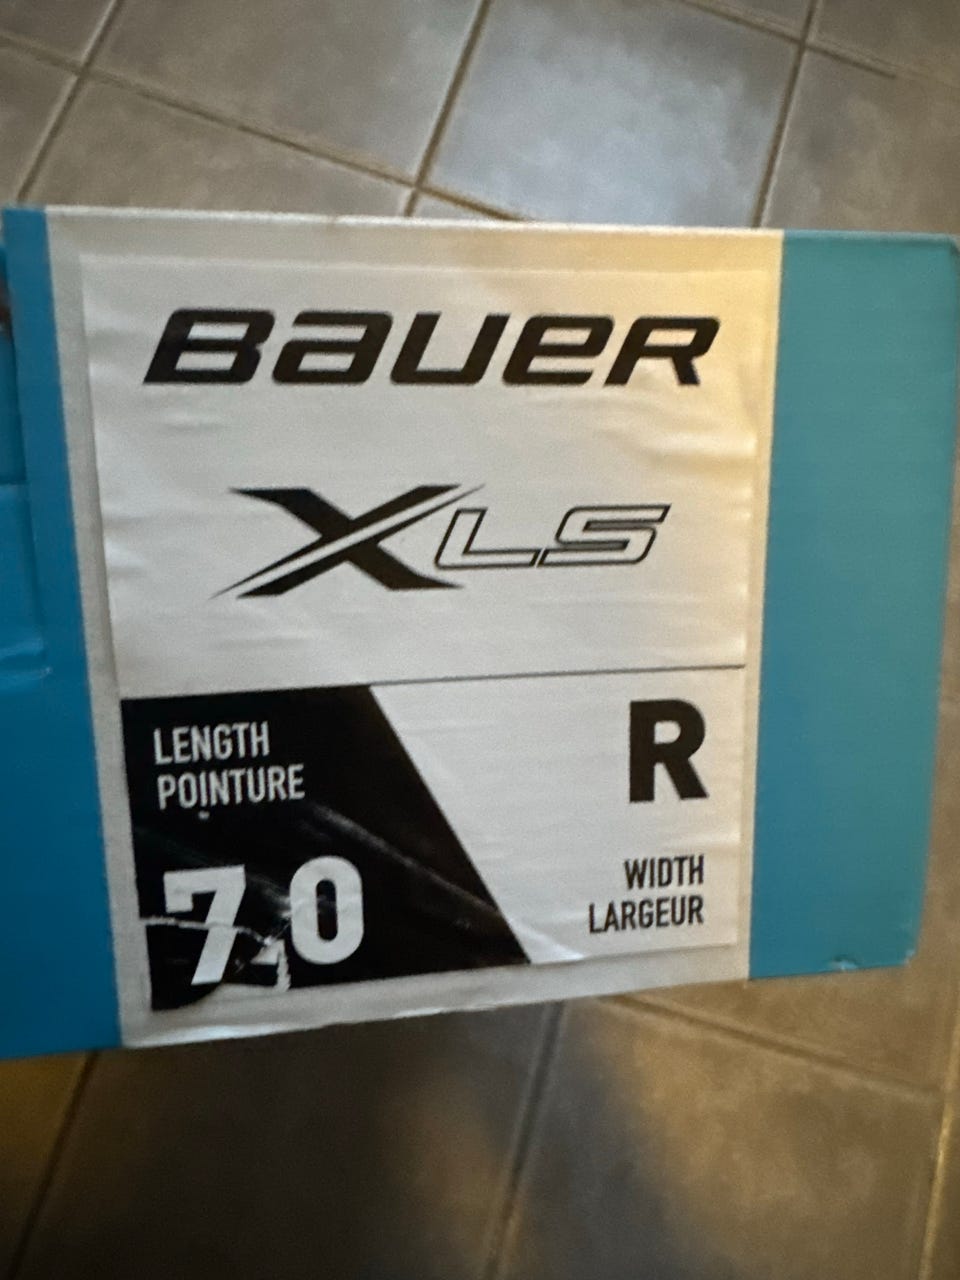 BAUER
XLS
LENGTH
POINTURE
7.0
R
WIDTH
LARGEUR